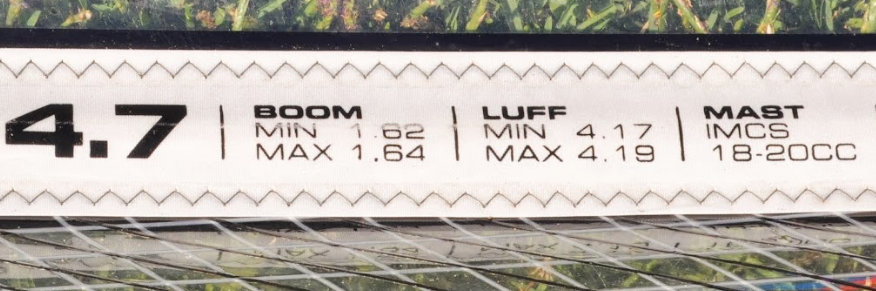 4.7
BOOM
MIN 1.62
MAX 1.64
LUFF
MIN 4.17
MAX 4.19
MAST
IMCS
18-20CC